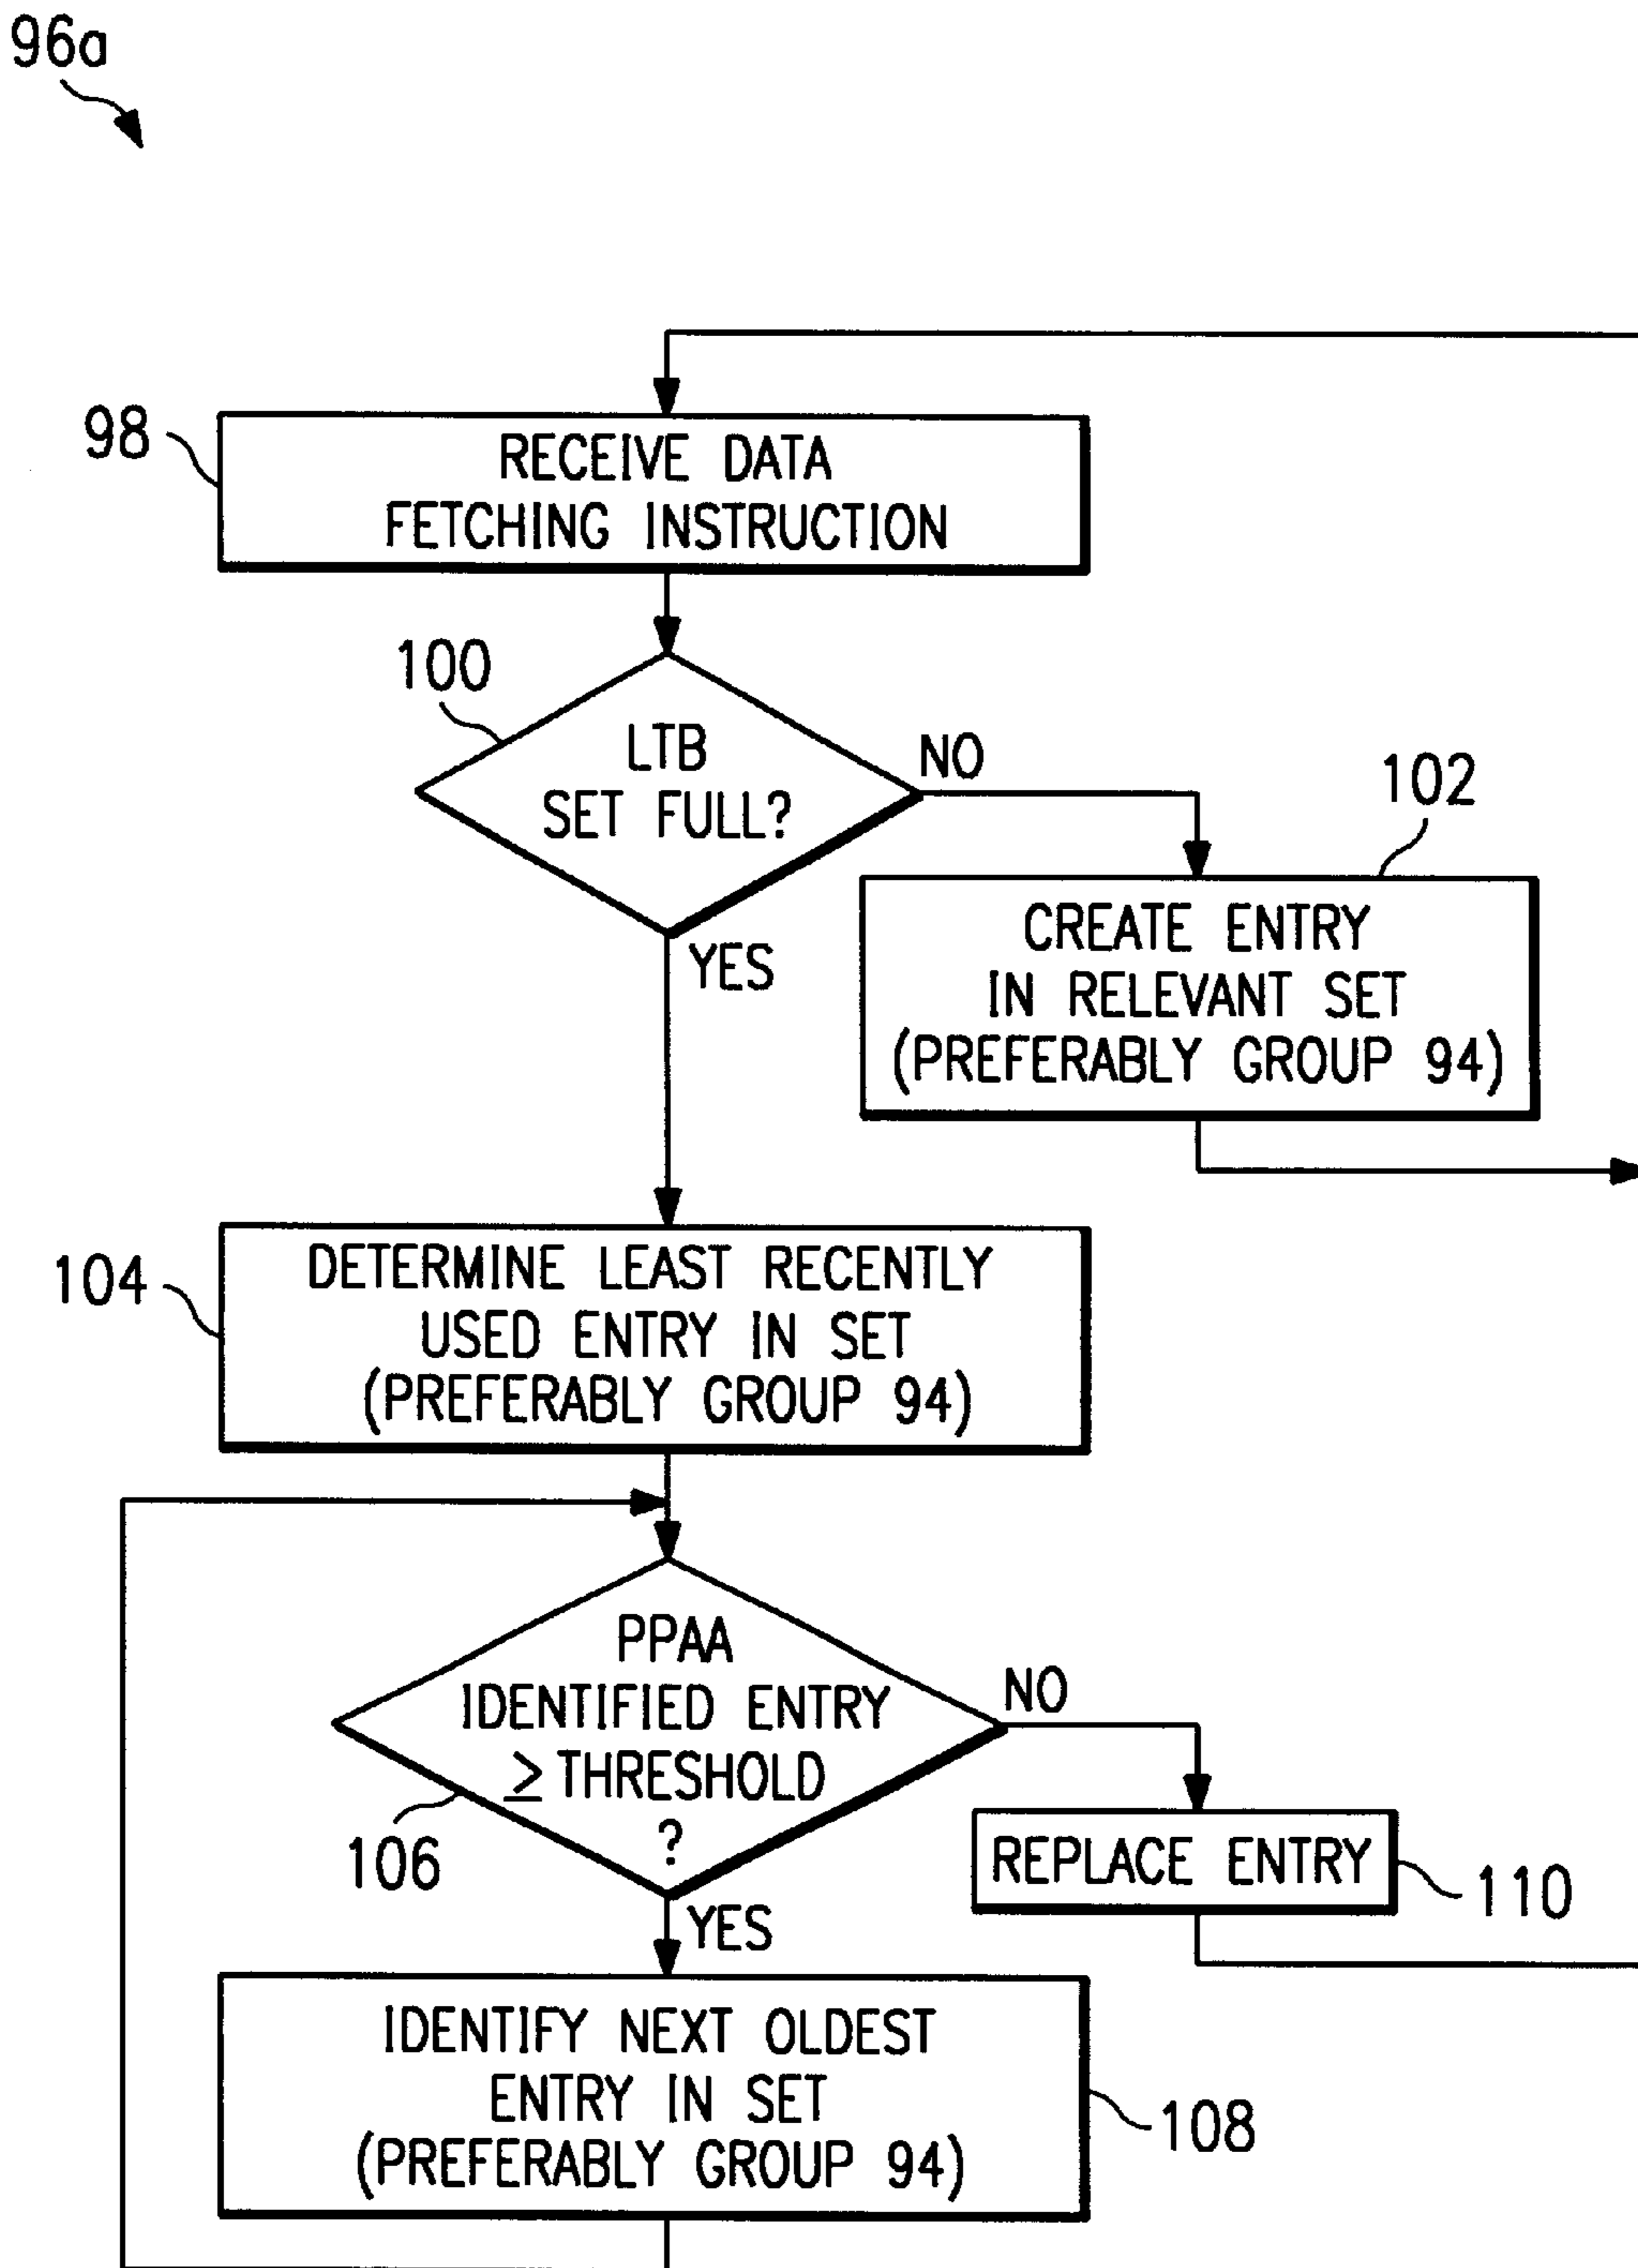 96a
98
RECEIVE DATA
FETCHING INSTRUCTION
100
LTB
SET FULL?
NO
YES
102
CREATE ENTRY
IN RELEVANT SET
(PREFERABLY GROUP 94)
104
DETERMINE LEAST RECENTLY
USED ENTRY IN SET
(PREFERABLY GROUP 94)
PPAA
IDENTIFIED ENTRY
≥ THRESHOLD
?
106
NO
YES
REPLACE ENTRY
110
IDENTIFY NEXT OLDEST
ENTRY IN SET
(PREFERABLY GROUP 94)
108